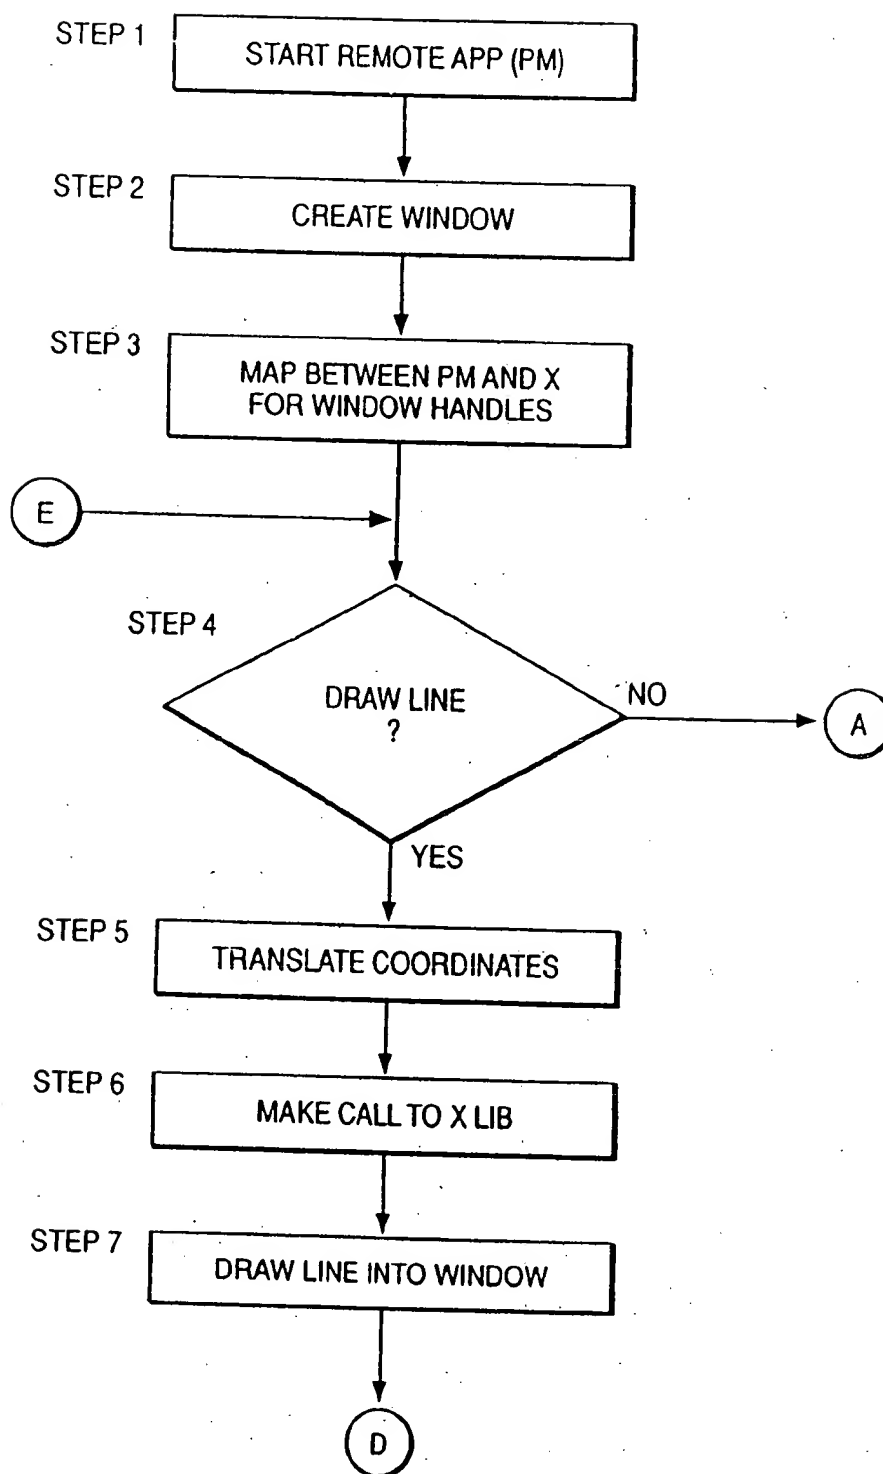 STEP 1
START REMOTE APP (PM)
STEP 2
CREATE WINDOW
STEP 3
MAP BETWEEN PM AND X
FOR WINDOW HANDLES
E
STEP 4
DRAW LINE
?
NO
A
YES
STEP 5
TRANSLATE COORDINATES
STEP 6
MAKE CALL TO X LIB
STEP 7
DRAW LINE INTO WINDOW
D